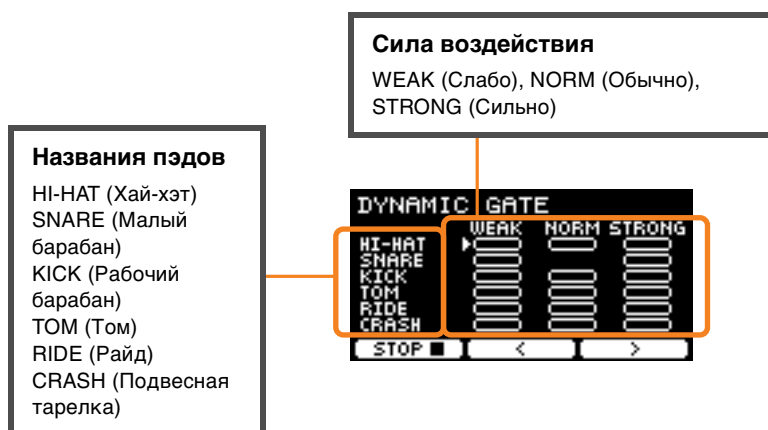 Сила воздействия
WEAK (Слабо), NORM (Обычно),
STRONG (Сильно)
Названия пэдов
HI-HAT (Хай-хэт)
SNARE (Малый
барабан)
KICK (Рабочий
барабан)
TOM (Том)
RIDE (Райд)
CRASH (Подвесная
тарелка)
DYNAMIC GATE
WEAK NORM STRONG
HI-HAT
SNARE
KICK
TOM
RIDE
CRASH
STOP ■ < >